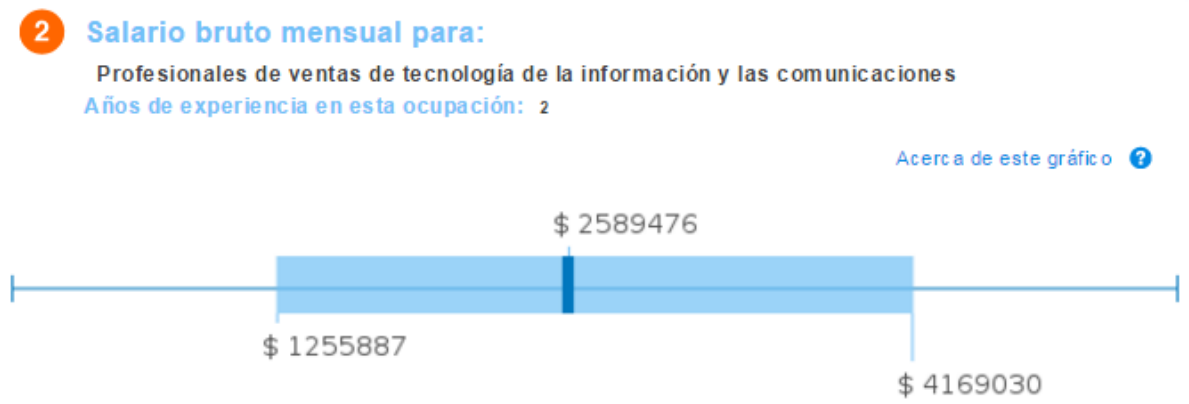 2 Salario bruto mensual para:
Profesionales de ventas de tecnología de la información y las comunicaciones
Años de experiencia en esta ocupación: 2
Acerca de este gráfico ?
$ 2589476
$ 1255887
$ 4169030